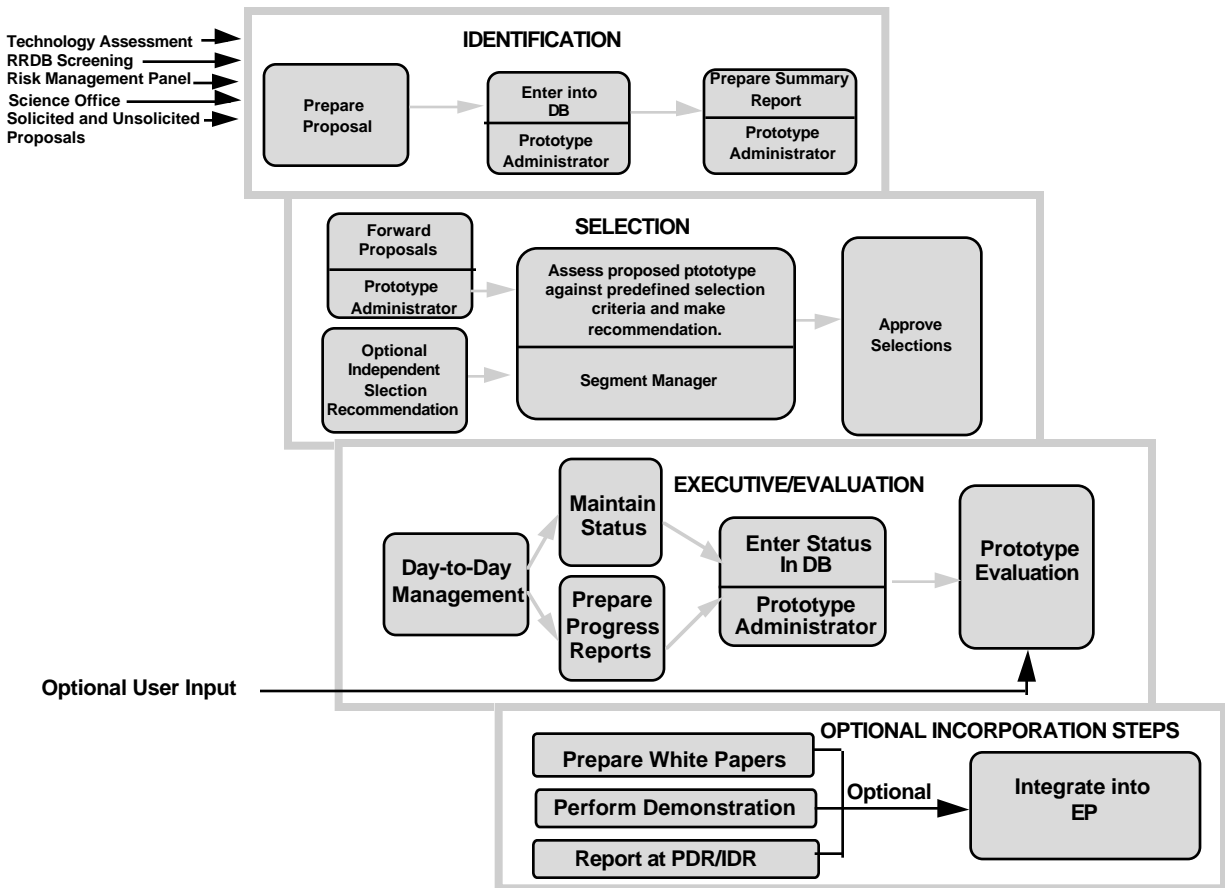 Technology Assessment
RRDB Screening
Risk Management Panel
Science Office
Solicited and Unsolicited
Proposals
IDENTIFICATION
Prepare
Proposal
Enter into
DB
Prototype
Administrator
Prepare Summary
Report
Prototype
Administrator
SELECTION
Forward
Proposals
Prototype
Administrator
Optional
Independent
Slection
Recommendation
Assess proposed ptototype
against predefined selection
criteria and make
recommendation.
Segment Manager
Approve
Selections
EXECUTIVE/EVALUATION
Day-to-Day
Management
Maintain
Status
Prepare
Progress
Reports
Enter Status
In DB
Prototype
Administrator
Prototype
Evaluation
Optional User Input
OPTIONAL INCORPORATION STEPS
Prepare White Papers
Perform Demonstration
Report at PDR/IDR
Optional
Integrate into
EP